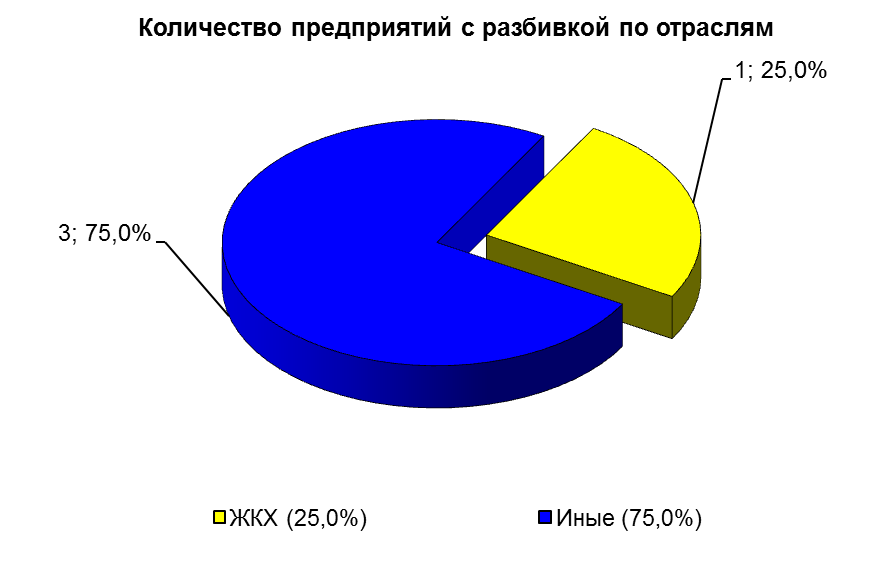 Количество предприятий с разбивкой по отраслям
1; 25,0%
3; 75,0%
ЖКХ (25,0%)
Иные (75,0%)